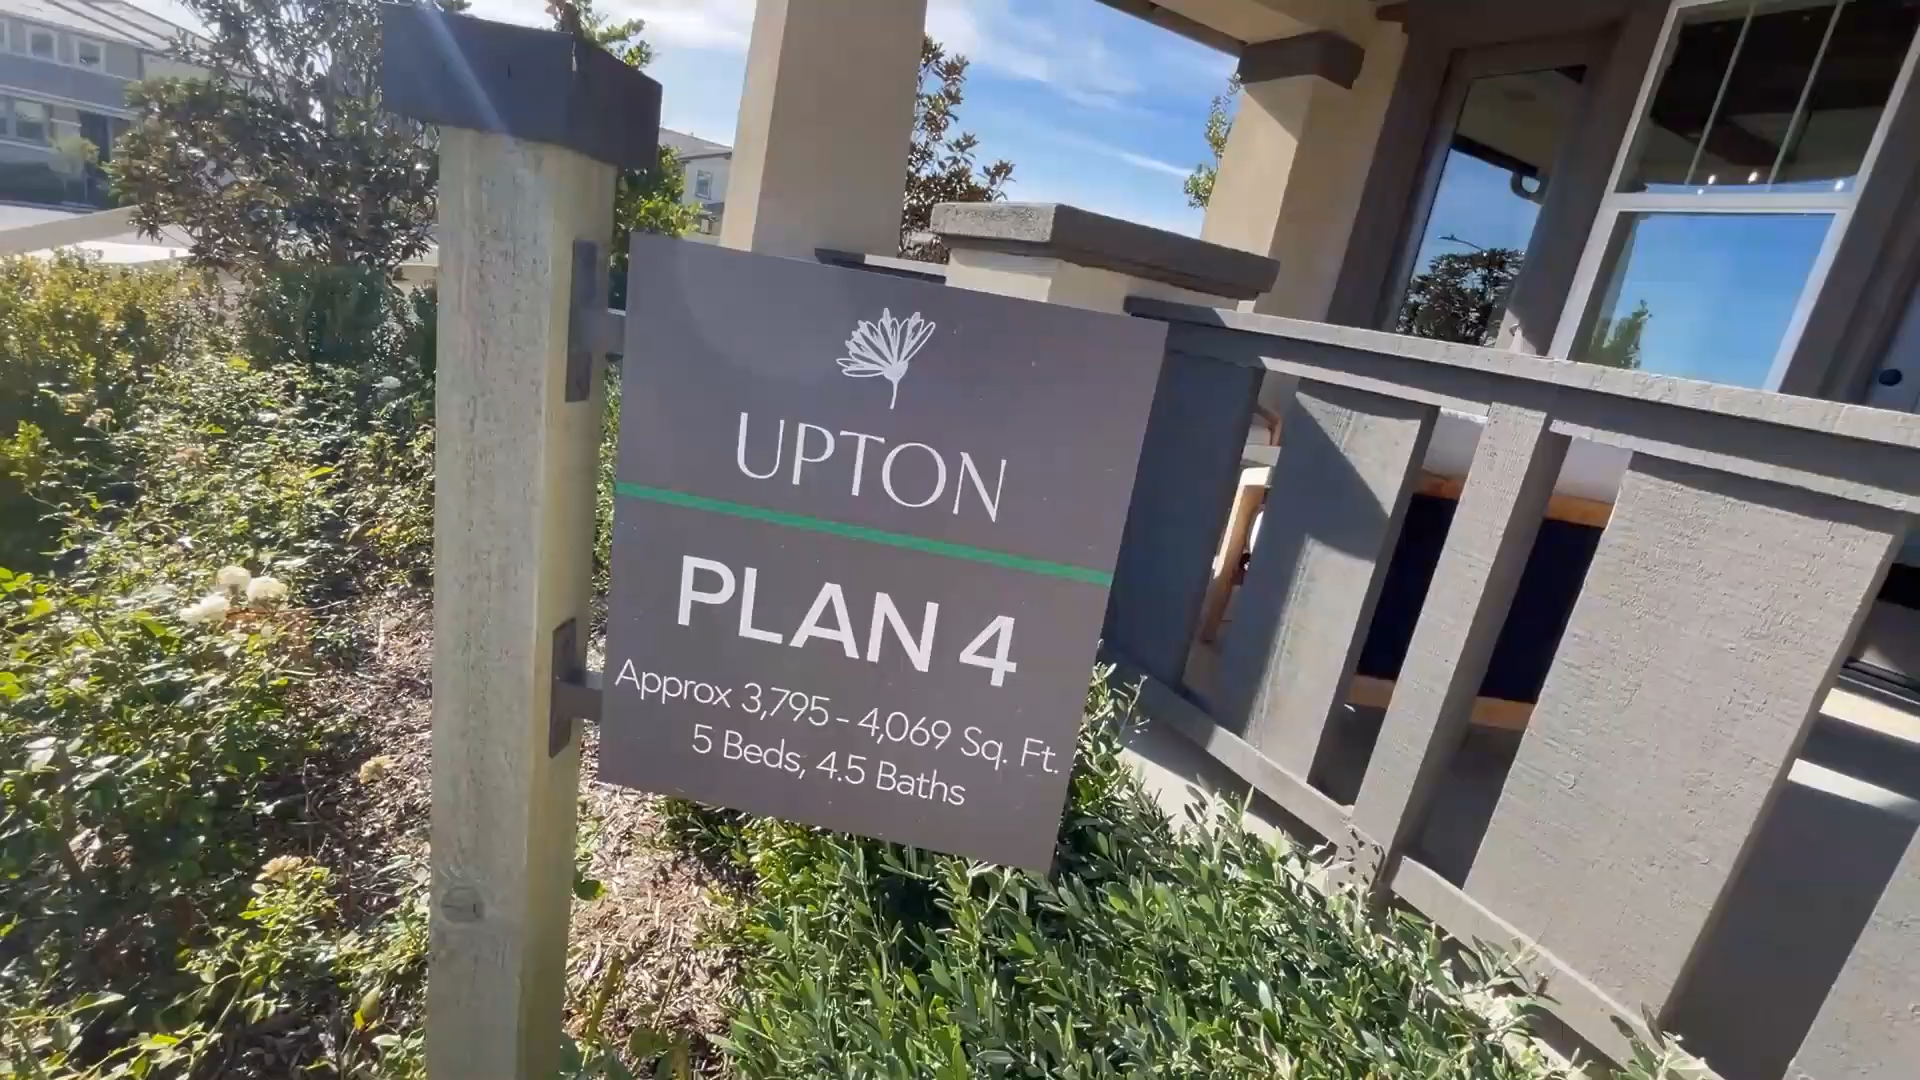 UPTON
PLAN 4
Approx 3,795 - 4,069 Sq. Ft.
5 Beds, 4.5 Baths